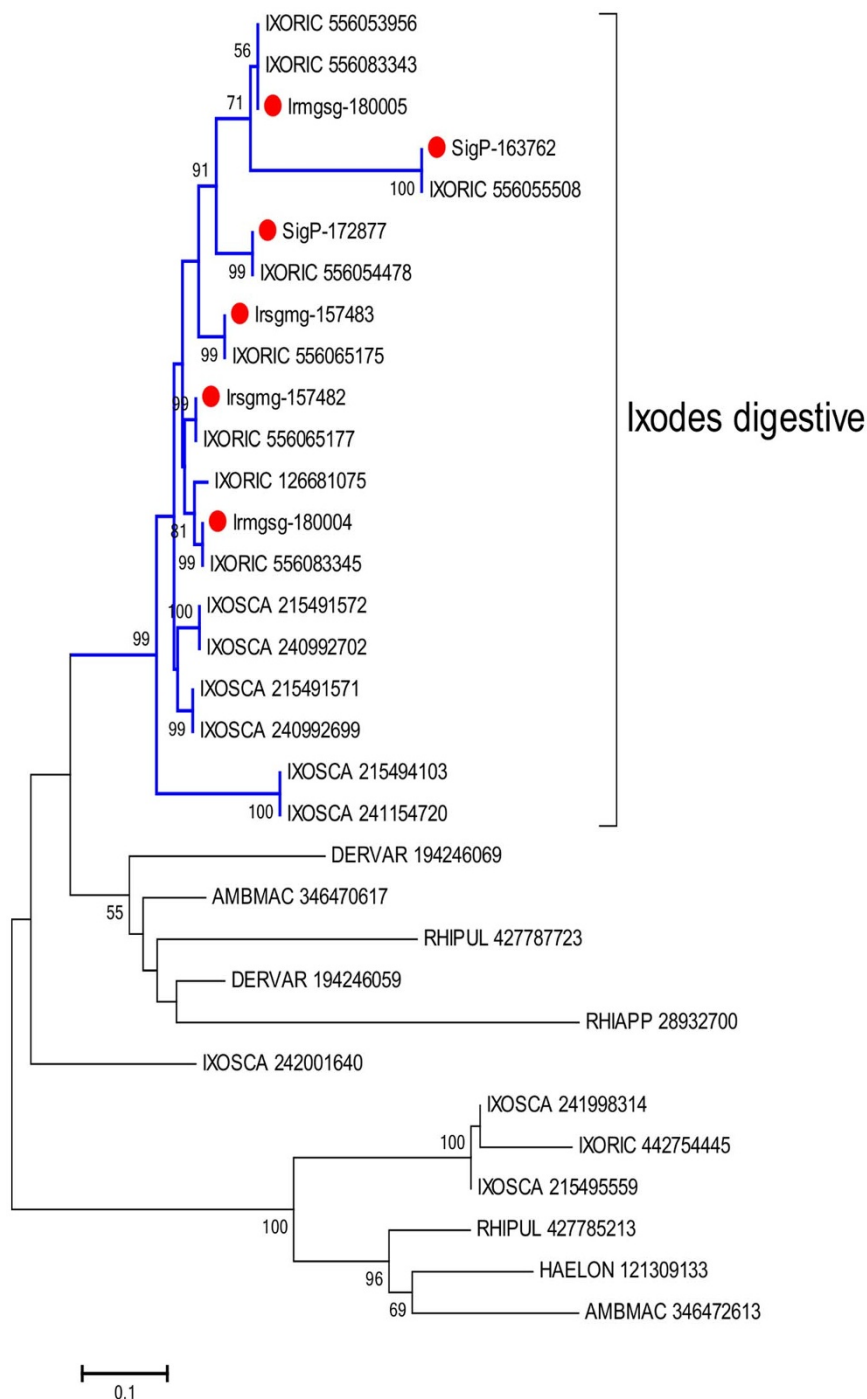 IXORIC 556053956
56
IXORIC 556083343
71
Irmgsg-180005
SigP-163762
91
100
IXORIC 556055508
SigP-172877
99
IXORIC 556054478
Irsgmg-157483
99
IXORIC 556065175
99
Irsgmg-157482
IXORIC 556065177
IXORIC 126681075
81
Irmgsg-180004
99
IXORIC 556083345
100
IXOSCA 215491572
99
IXOSCA 240992702
IXOSCA 215491571
99
IXOSCA 240992699
IXOSCA 215494103
100
IXOSCA 241154720
Ixodes digestive
DERVAR 194246069
55
AMBMAC 346470617
RHIPUL 427787723
DERVAR 194246059
RHIAPP 28932700
IXOSCA 242001640
IXOSCA 241998314
100
IXORIC 442754445
IXOSCA 215495559
100
RHIPUL 427785213
96
HAELON 121309133
69
AMBMAC 346472613
0.1